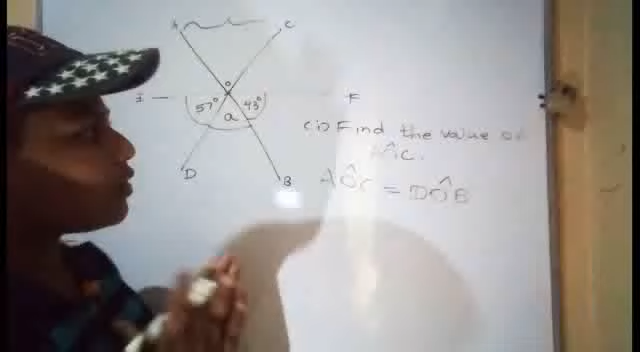 A C
O
57° 43°
a
F
D
B
(i) Find the value of
AÔC.
AÔC = DÔB